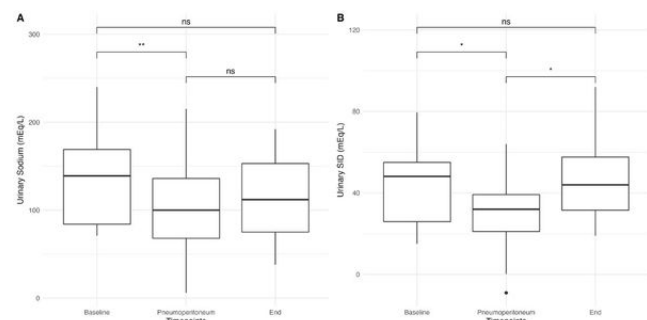 A
ns
**
ns
Urinary Sodium (mEq/L)
300
200
100
0
Baseline
Pneumoperitoneum
End
Timepoints
B
ns
*
*
Urinary SID (mEq/L)
120
80
40
0
Baseline
Pneumoperitoneum
End
Timepoints